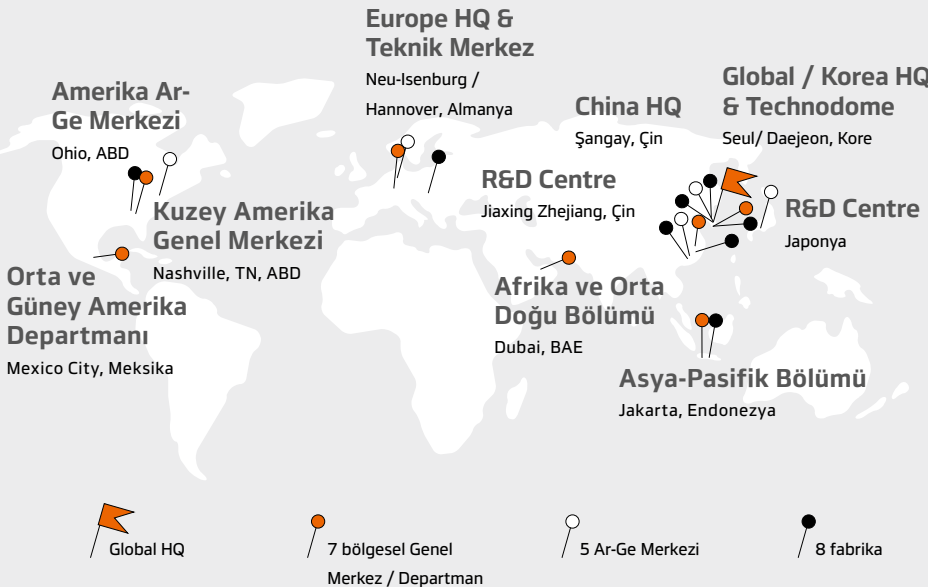 Europe HQ &
Teknik Merkez
Neu-Isenburg /
Hannover, Almanya
Amerika Ar-
Ge Merkezi
Ohio, ABD
China HQ
Şangay, Çin
Global / Korea HQ
& Technodome
Seul/ Daejeon, Kore
R&D Centre
Jiaxing Zhejiang, Çin
R&D Centre
Japonya
Kuzey Amerika
Genel Merkezi
Nashville, TN, ABD
Orta ve
Güney Amerika
Departmanı
Mexico City, Meksika
Afrika ve Orta
Doğu Bölümü
Dubai, BAE
Asya-Pasifik Bölümü
Jakarta, Endonezya
Global HQ
7 bölgesel Genel
Merkez / Departman
5 Ar-Ge Merkezi
8 fabrika